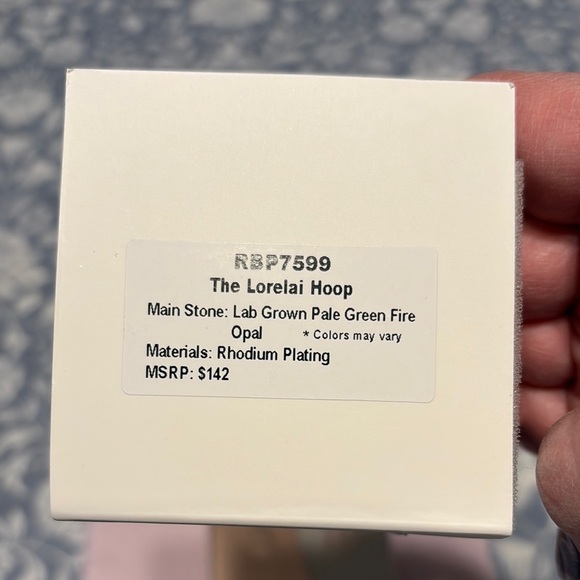 RBP7599
The Lorelai Hoop
Main Stone: Lab Grown Pale Green Fire
Opal * Colors may vary
Materials: Rhodium Plating
MSRP: $142